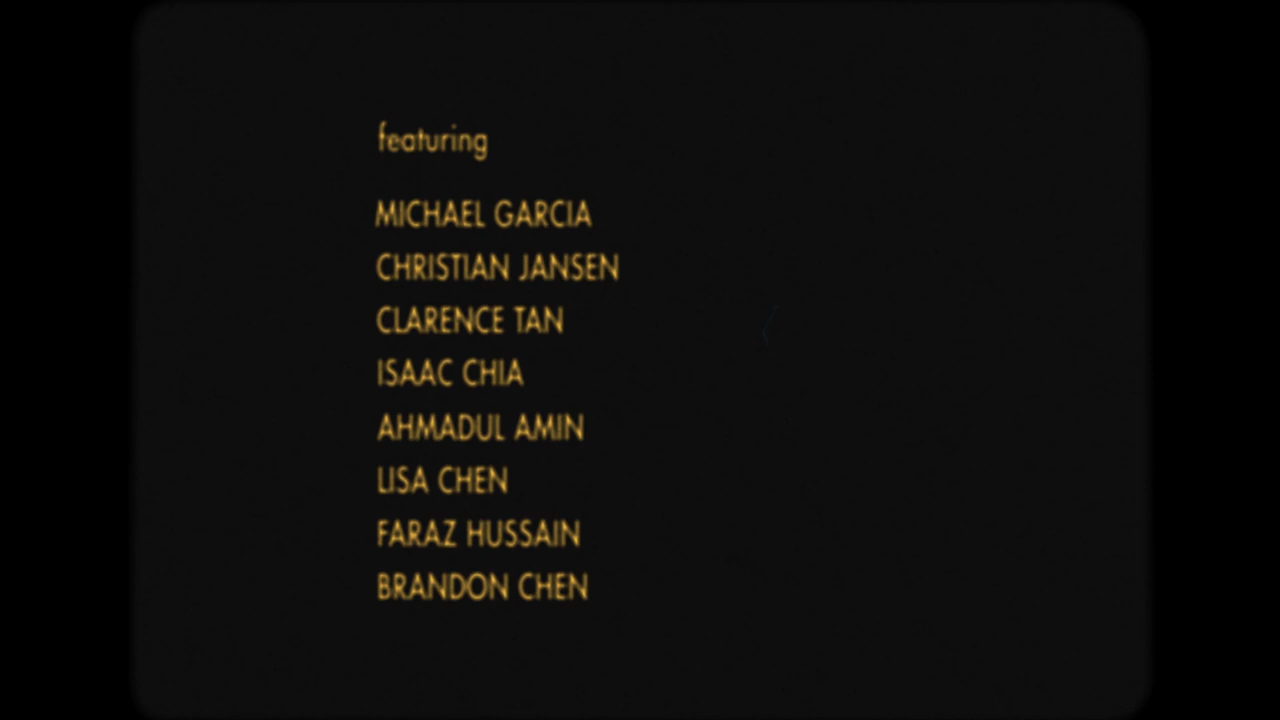 featuring
MICHAEL GARCIA
CHRISTIAN JANSEN
CLARENCE TAN
ISAAC CHIA
AHMADUL AMIN
LISA CHEN
FARAZ HUSSAIN
BRANDON CHEN